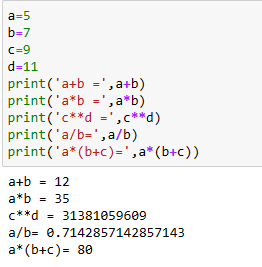 a=5
b=7
c=9
d=11
print('a+b =',a+b)
print('a*b =',a*b)
print('c**d =',c**d)
print('a/b=',a/b)
print('a*(b+c)=',a*(b+c))
a+b = 12
a*b = 35
c**d = 31381059609
a/b= 0.7142857142857143
a*(b+c)= 80